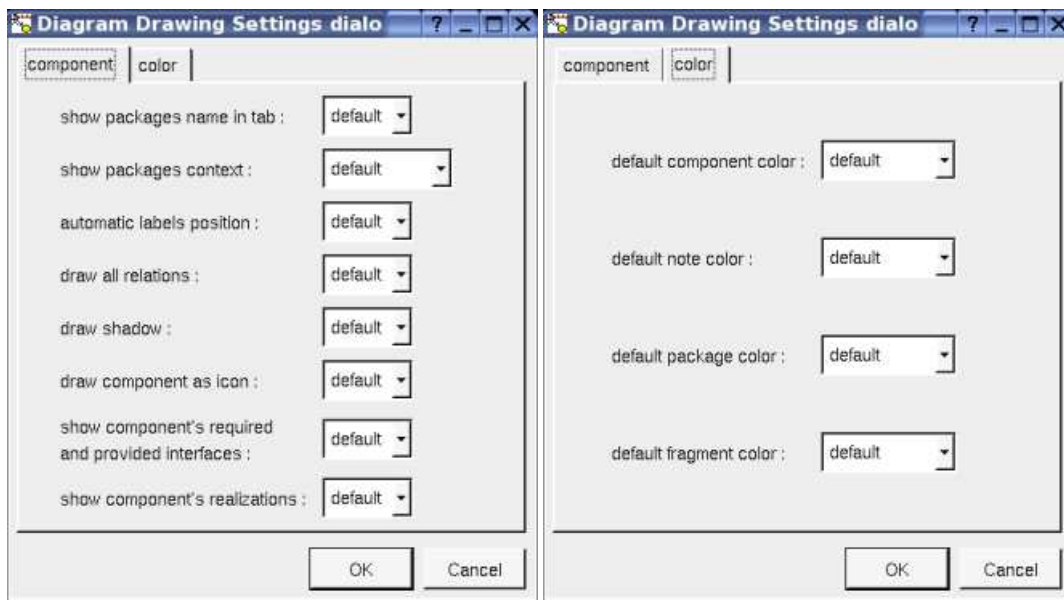 Diagram Drawing Settings dialo ?
component color
show packages name in tab : default
show packages context : default
automatic labels position : default
draw all relations : default
draw shadow : default
draw component as icon : default
show component's required
and provided interfaces : default
show component's realizations : default
OK Cancel
Diagram Drawing Settings dialo ?
component color
default component color : default
default note color : default
default package color : default
default fragment color : default
OK Cancel